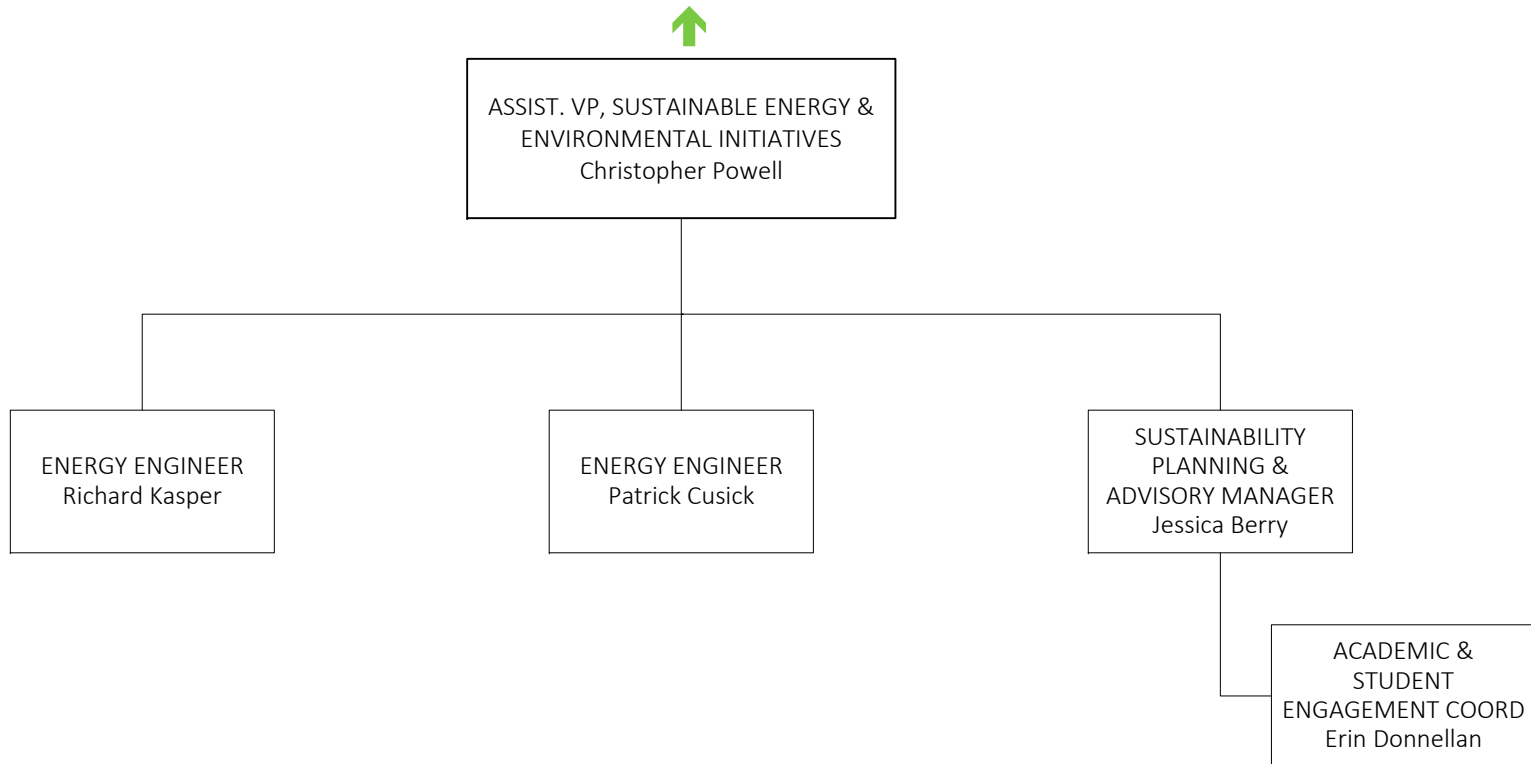 ASSIST. VP, SUSTAINABLE ENERGY &
ENVIRONMENTAL INITIATIVES
Christopher Powell
ENERGY ENGINEER
Richard Kasper
ENERGY ENGINEER
Patrick Cusick
SUSTAINABILITY
PLANNING &
ADVISORY MANAGER
Jessica Berry
ACADEMIC &
STUDENT
ENGAGEMENT COORD
Erin Donnellan